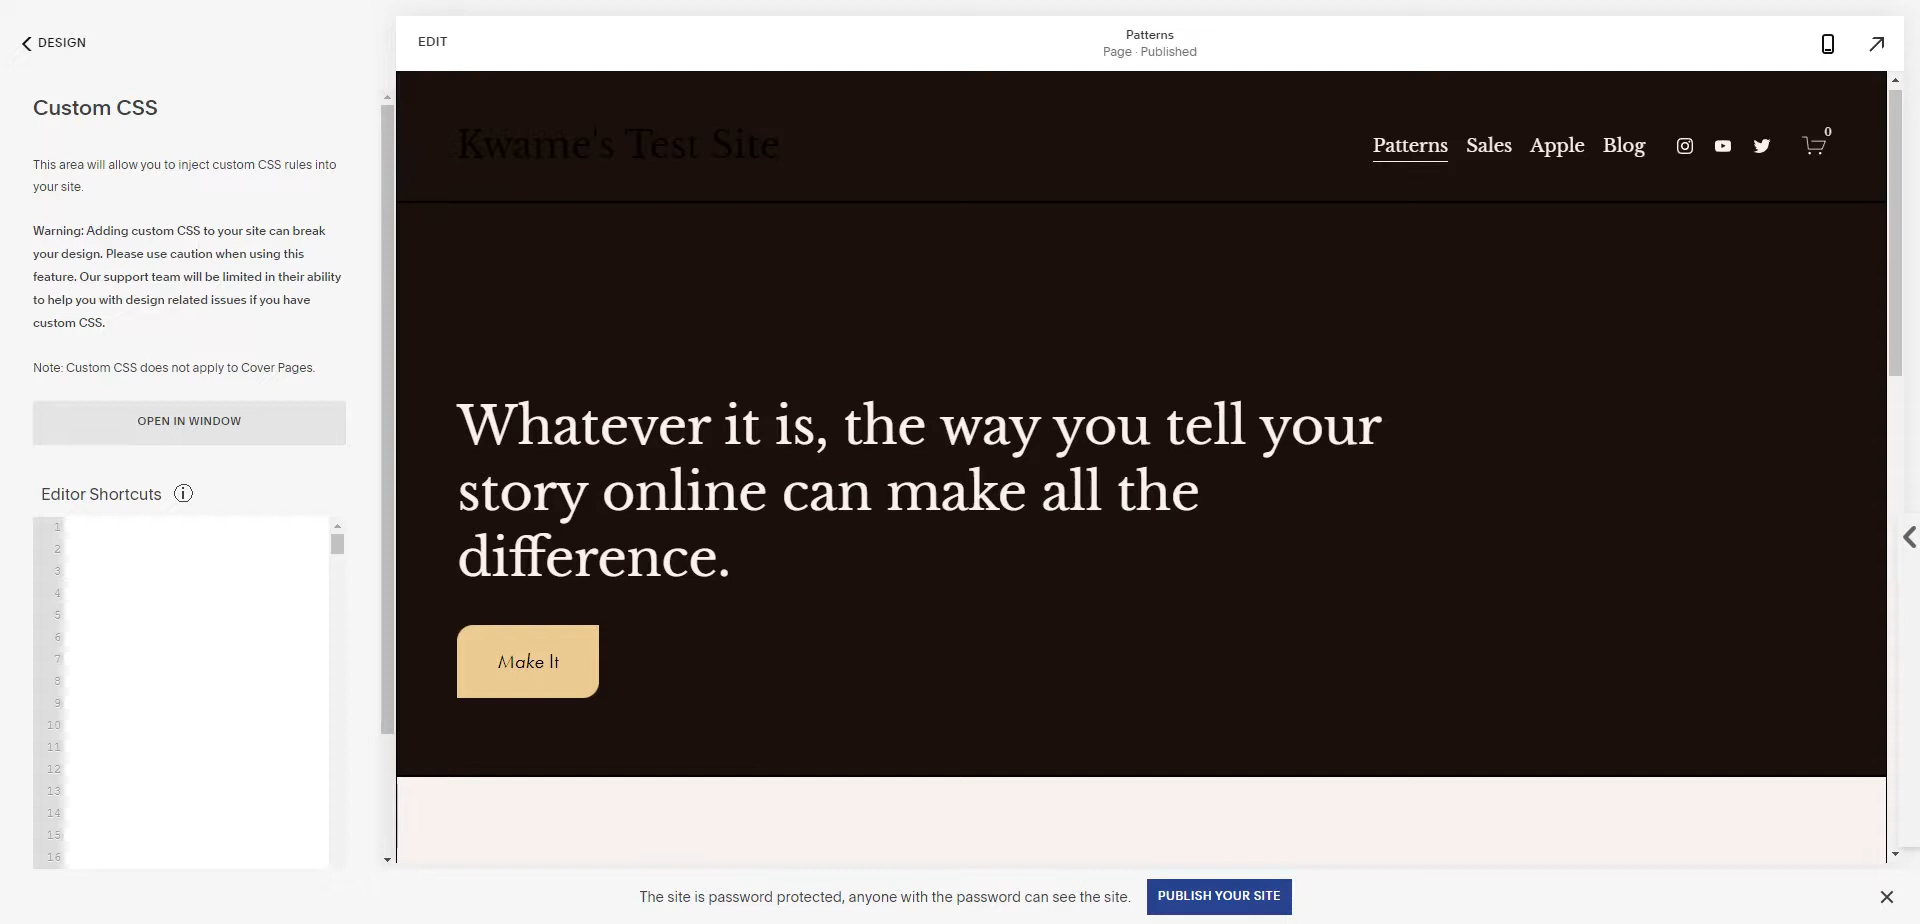 DESIGN
Custom CSS
This area will allow you to inject custom CSS rules into
your site.
Warning: Adding custom CSS to your site can break
your design. Please use caution when using this
feature. Our support team will be limited in their ability
to help you with design related issues if you have
custom CSS.
Note: Custom CSS does not apply to Cover Pages.
OPEN IN WINDOW
Editor Shortcuts
1
2
3
4
5
6
7
8
9
10
11
12
13
14
15
16
EDIT
Patterns
Page · Published
Kwame's Test Site
Patterns Sales Apple Blog 0
Whatever it is, the way you tell your
story online can make all the
difference.
Make It
The site is password protected, anyone with the password can see the site. PUBLISH YOUR SITE